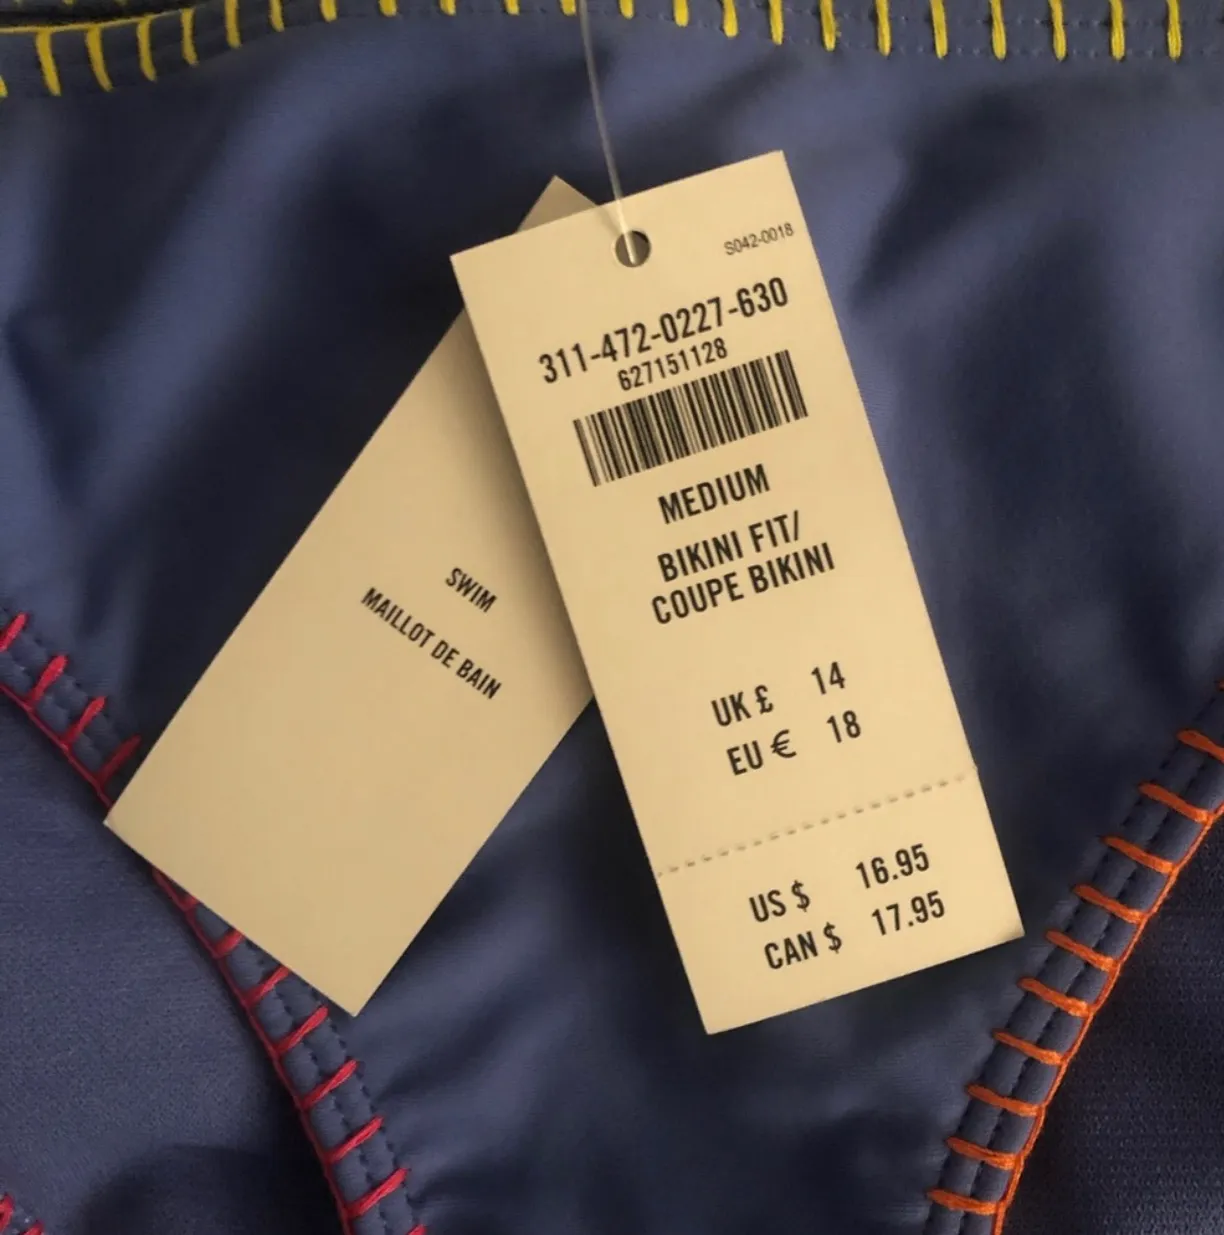 S042-0018
311-472-0227-630
627151128
MEDIUM
BIKINI FIT/
COUPE BIKINI
UK £ 14
EU € 18
US $ 16.95
CAN $ 17.95
SWIM
MAILLOT DE BAIN